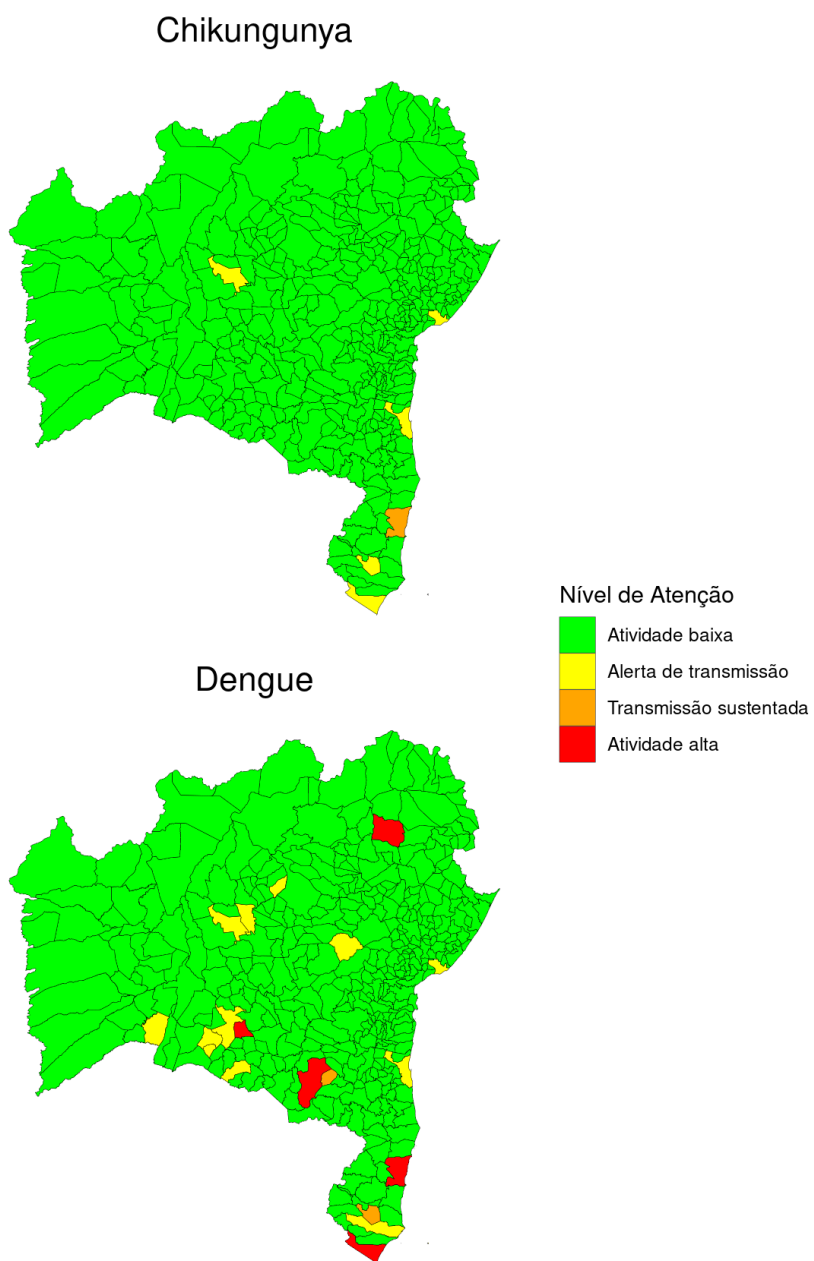 Chikungunya
Nível de Atenção
Atividade baixa
Alerta de transmissão
Transmissão sustentada
Atividade alta
Dengue